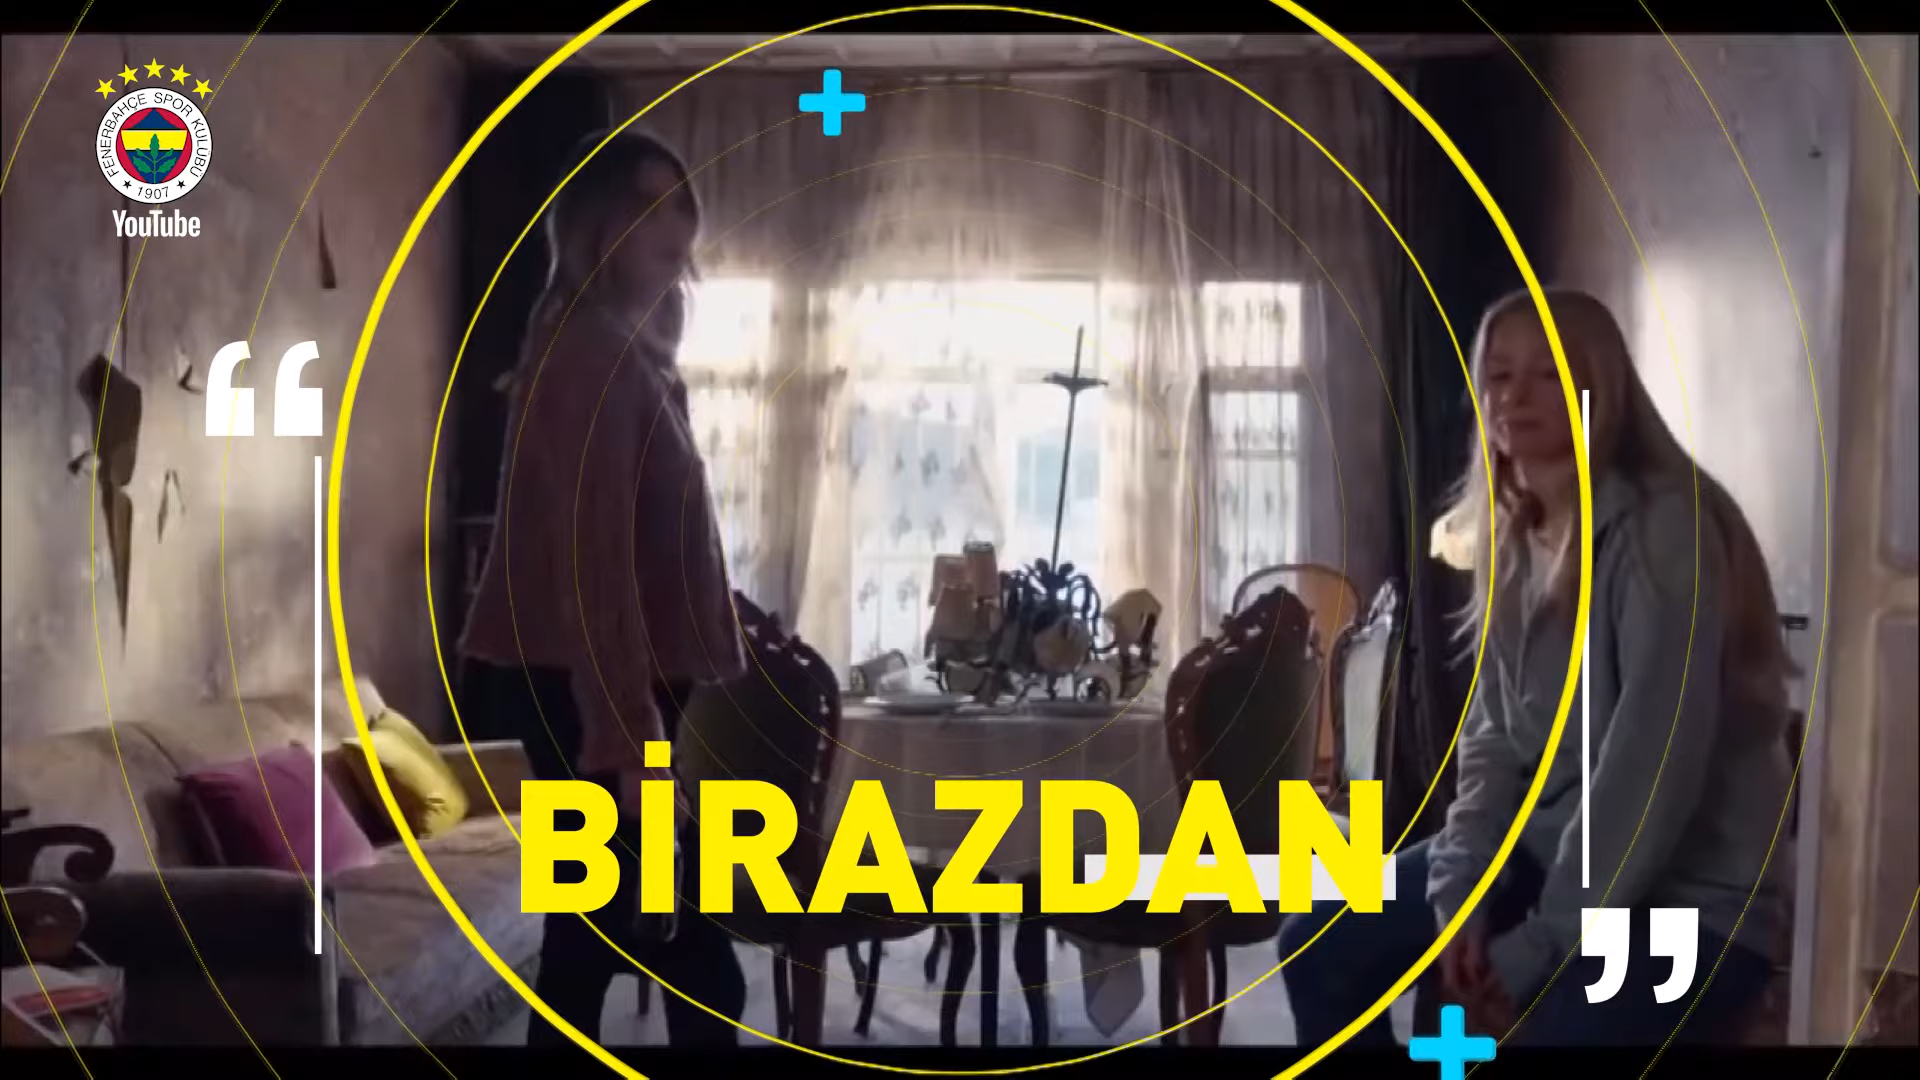 FENERBAHÇE SPOR KULÜBÜ
1907
YouTube
“
BİRAZDAN
”